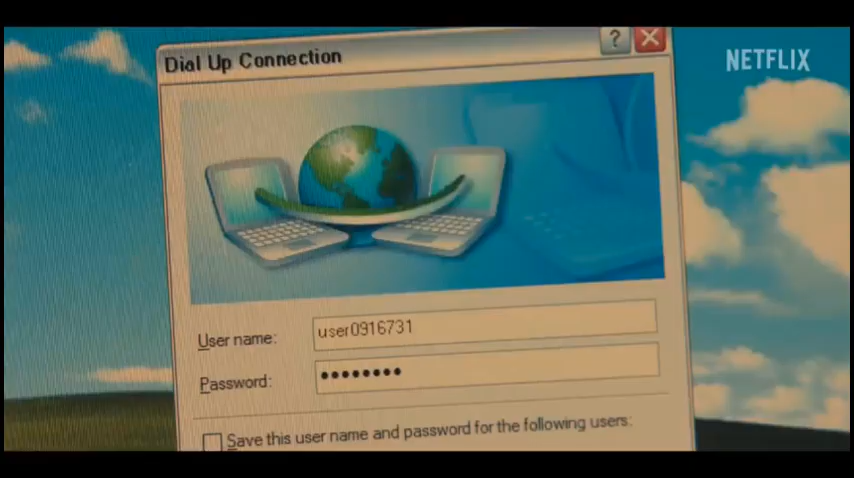 Dial Up Connection
?
NETFLIX
User name: user0916731
Password: ••••••••
Save this user name and password for the following users: